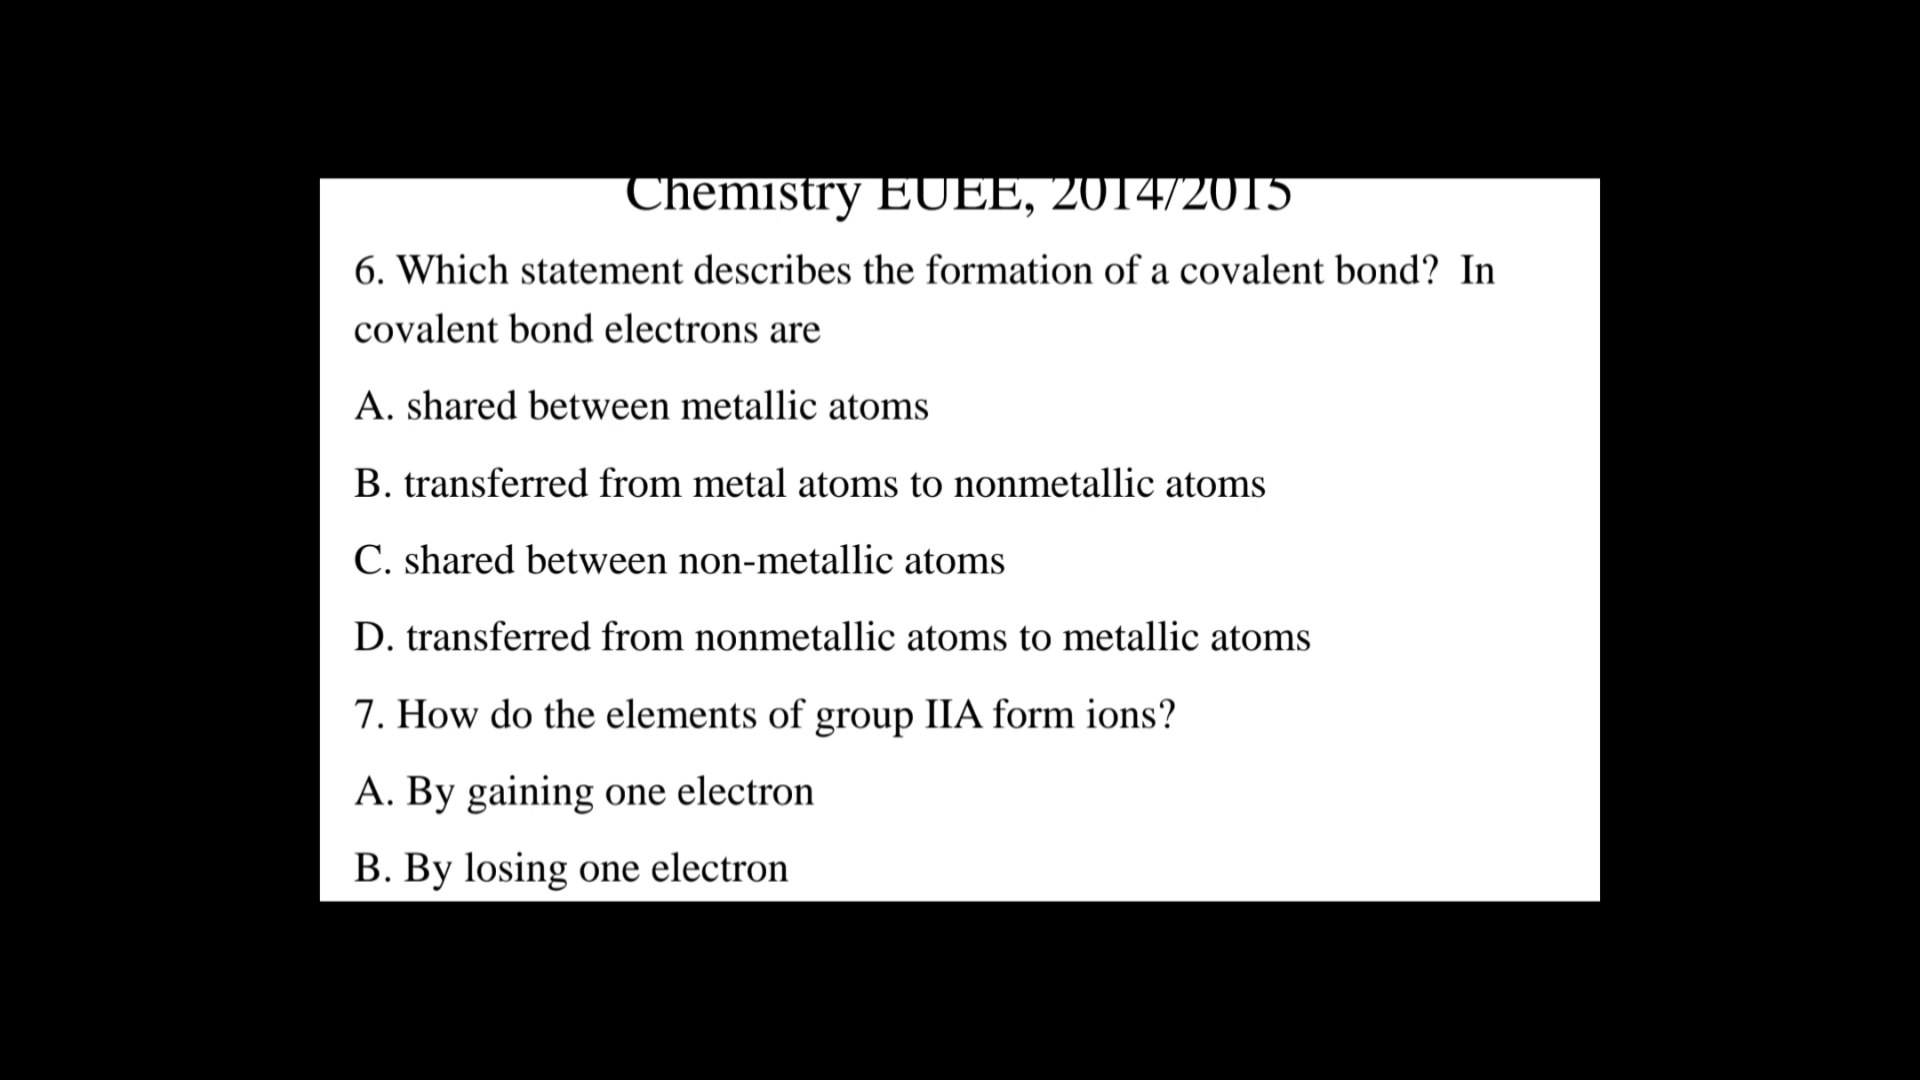 Chemistry EUEE, 2014/2015
6. Which statement describes the formation of a covalent bond?  In
covalent bond electrons are
A. shared between metallic atoms
B. transferred from metal atoms to nonmetallic atoms
C. shared between non-metallic atoms
D. transferred from nonmetallic atoms to metallic atoms
7. How do the elements of group IIA form ions?
A. By gaining one electron
B. By losing one electron